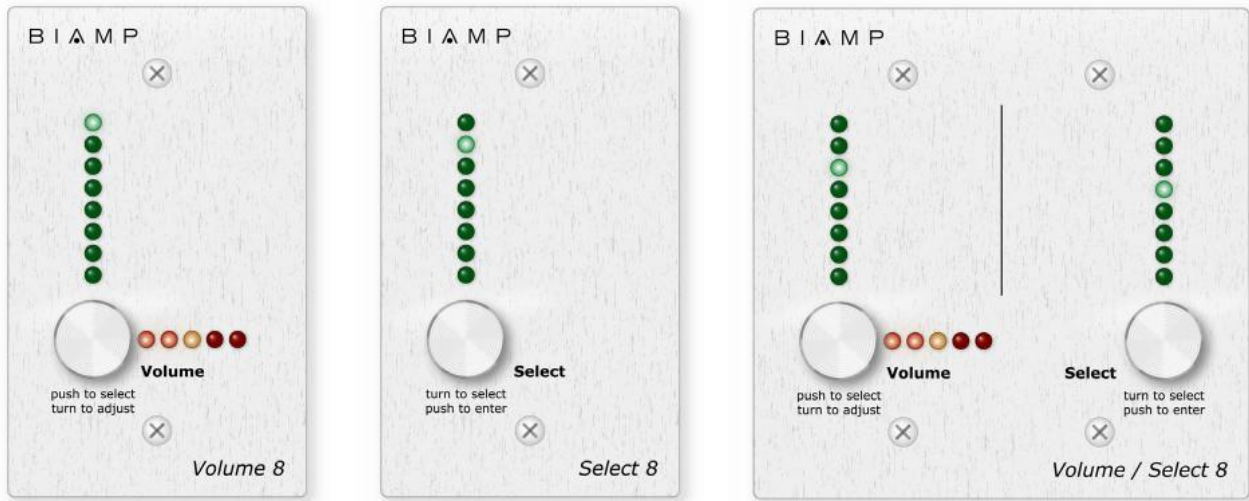 BIAMP
Volume
push to select
turn to adjust
Volume 8
BIAMP
Select
turn to select
push to enter
Select 8
BIAMP
Volume
push to select
turn to adjust
Select
turn to select
push to enter
Volume / Select 8